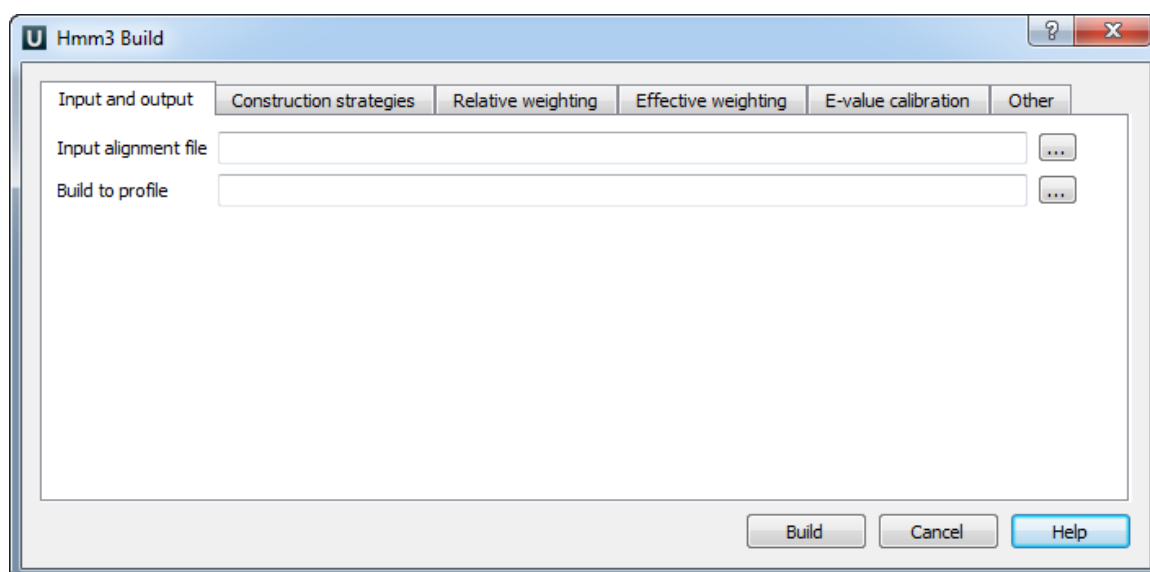 U Hmm3 Build ?
Input and output Construction strategies Relative weighting Effective weighting E-value calibration Other
Input alignment file ...
Build to profile ...
Build Cancel Help